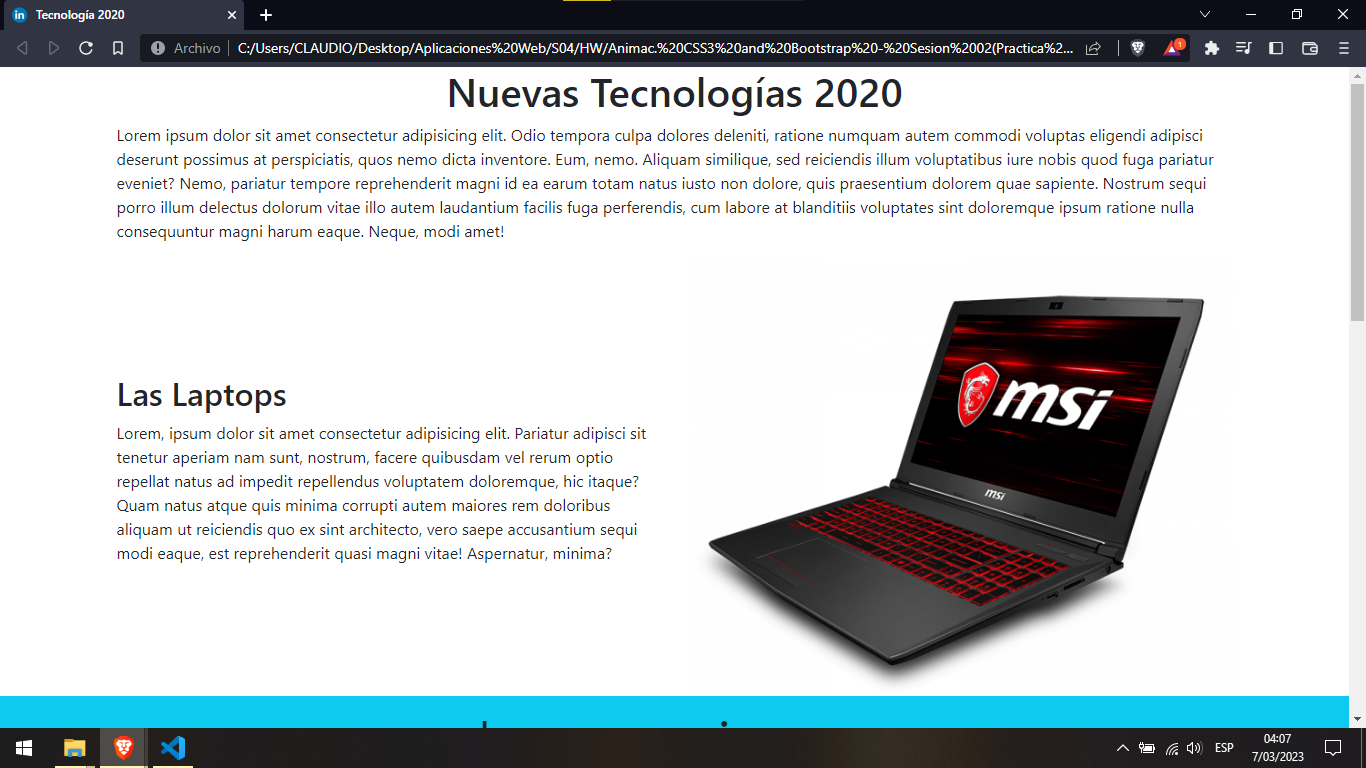 in Tecnología 2020
Archivo C:/Users/CLAUDIO/Desktop/Aplicaciones%20Web/S04/HW/Animac.%20CSS3%20and%20Bootstrap%20-%20Sesion%2002(Practica%2...
1
Nuevas Tecnologías 2020
Lorem ipsum dolor sit amet consectetur adipisicing elit. Odio tempora culpa dolores deleniti, ratione numquam autem commodi voluptas eligendi adipisci
deserunt possimus at perspiciatis, quos nemo dicta inventore. Eum, nemo. Aliquam similique, sed reiciendis illum voluptatibus iure nobis quod fuga pariatur
eveniet? Nemo, pariatur tempore reprehenderit magni id ea earum totam natus iusto non dolore, quis praesentium dolorem quae sapiente. Nostrum sequi
porro illum delectus dolorum vitae illo autem laudantium facilis fuga perferendis, cum labore at blanditiis voluptates sint doloremque ipsum ratione nulla
consequuntur magni harum eaque. Neque, modi amet!
Las Laptops
Lorem, ipsum dolor sit amet consectetur adipisicing elit. Pariatur adipisci sit
tenetur aperiam nam sunt, nostrum, facere quibusdam vel rerum optio
repellat natus ad impedit repellendus voluptatem doloremque, hic itaque?
Quam natus atque quis minima corrupti autem maiores rem doloribus
aliquam ut reiciendis quo ex sint architecto, vero saepe accusantium sequi
modi eaque, est reprehenderit quasi magni vitae! Aspernatur, minima?
msi
msi
ESP
04:07
7/03/2023